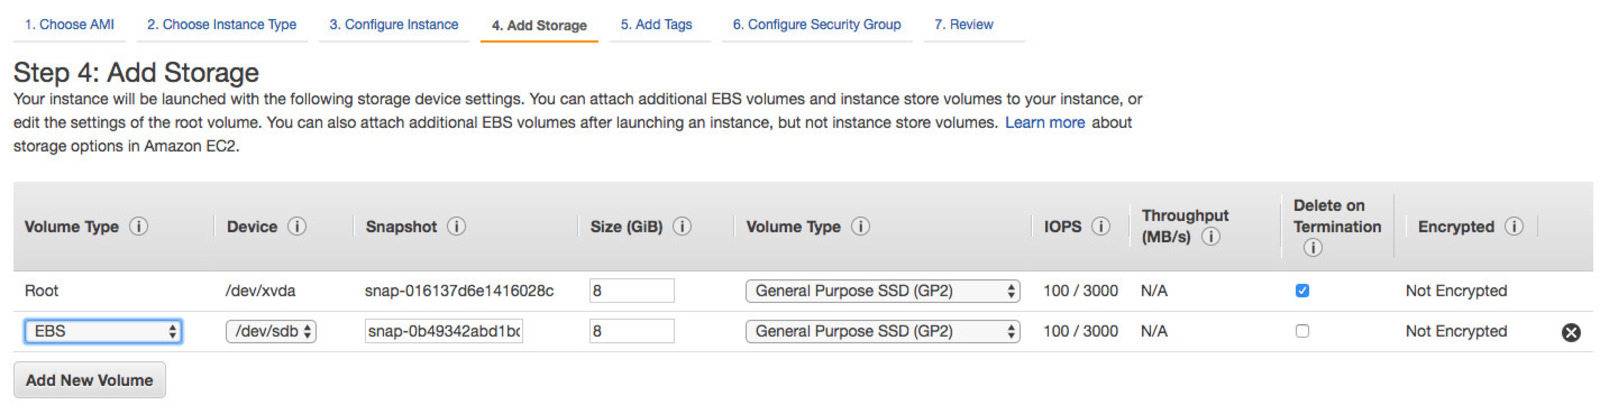 1. Choose AMI 2. Choose Instance Type 3. Configure Instance 4. Add Storage 5. Add Tags 6. Configure Security Group 7. Review
Step 4: Add Storage
Your instance will be launched with the following storage device settings. You can attach additional EBS volumes and instance store volumes to your instance, or
edit the settings of the root volume. You can also attach additional EBS volumes after launching an instance, but not instance store volumes. Learn more about
storage options in Amazon EC2.
Volume Type Device Snapshot Size (GiB) Volume Type IOPS Throughput (MB/s) Delete on Termination Encrypted
Root /dev/xvda snap-016137d6e1416028c 8 General Purpose SSD (GP2) 100 / 3000 N/A Not Encrypted
EBS /dev/sdb 8 General Purpose SSD (GP2) 100 / 3000 N/A Not Encrypted
Add New Volume